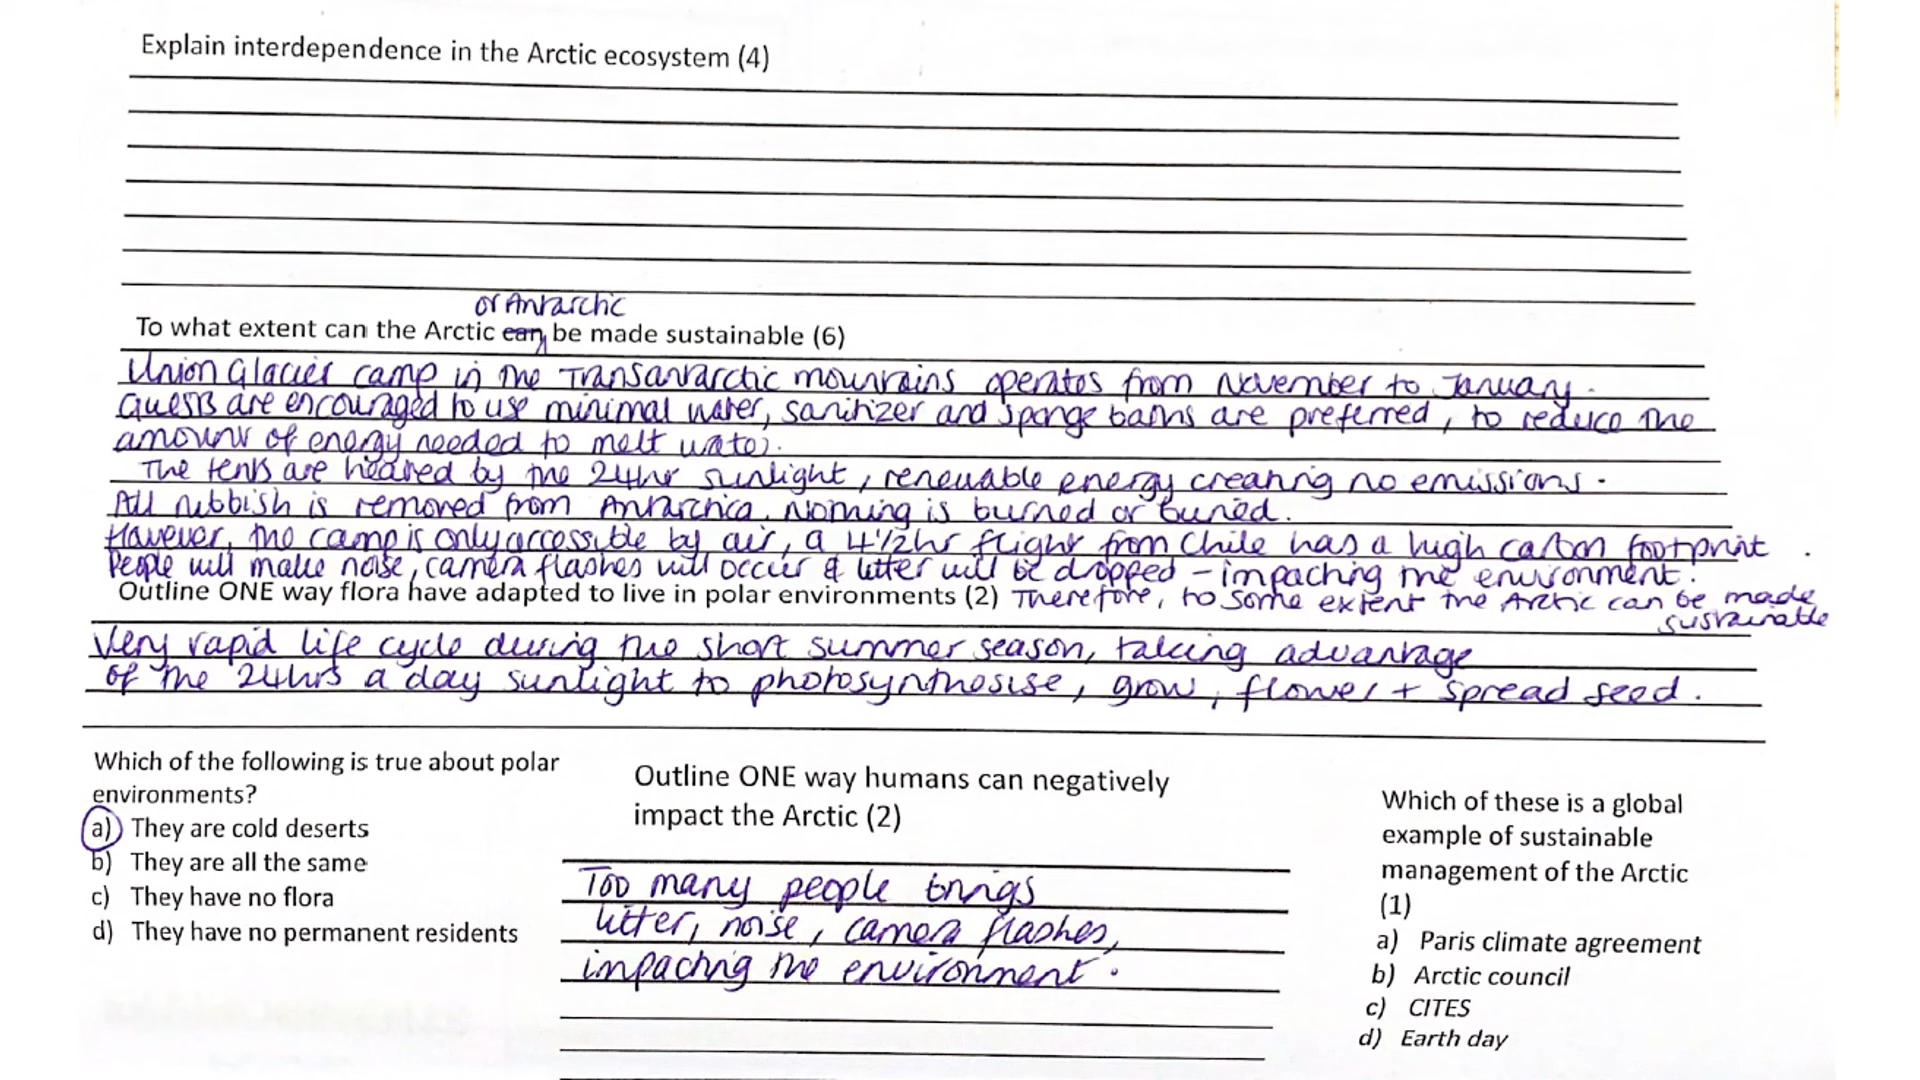 Explain interdependence in the Arctic ecosystem (4)
or Antarctic
To what extent can the Arctic can be made sustainable (6)
Union Glacier camp in the Transantarctic mountains operates from November to January.
Guests are encouraged to use minimal water, sanitizer and sponge baths are preferred, to reduce the
amount of energy needed to melt water.
The tents are heated by the 24hr sunlight, renewable energy creating no emissions.
All rubbish is removed from Antarctica. Nothing is burned or buried.
However, the camp is only accessible by air, a 4 1/2hr flight from Chile has a high carbon footprint.
People will make noise, camera flashes will occur & litter will be dropped - impacting the environment.
Outline ONE way flora have adapted to live in polar environments (2) Therefore, to some extent the Arctic can be made
sustainable
Very rapid life cycle during the short summer season, taking advantage
of the 24hrs a day sunlight to photosynthesise, grow, flower + spread seed.
Which of the following is true about polar
environments?
a) They are cold deserts
b) They are all the same
c) They have no flora
d) They have no permanent residents
Outline ONE way humans can negatively
impact the Arctic (2)
Too many people brings
litter, noise, camera flashes,
impacting the environment.
Which of these is a global
example of sustainable
management of the Arctic
(1)
a) Paris climate agreement
b) Arctic council
c) CITES
d) Earth day